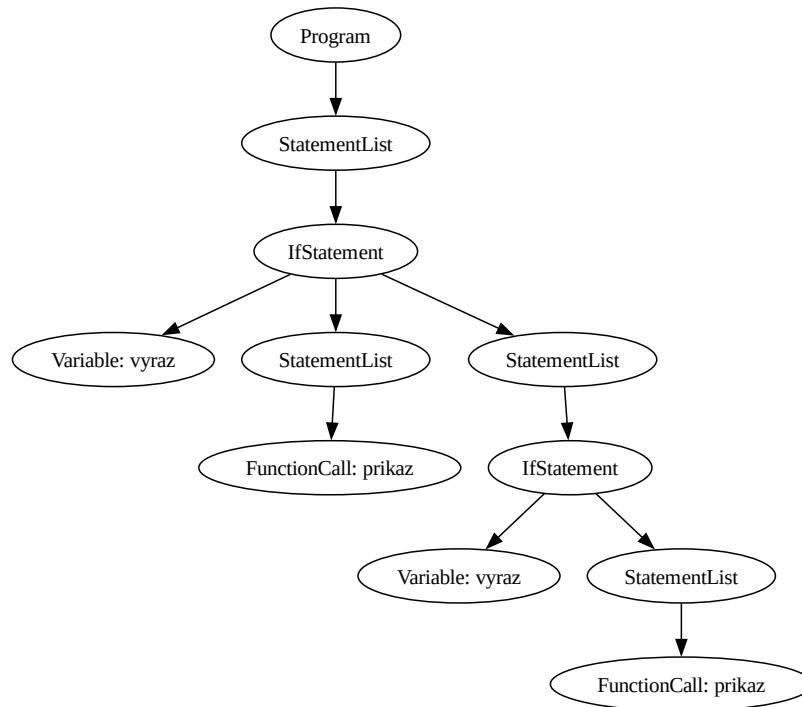 Program
StatementList
IfStatement
Variable: vyraz
StatementList
StatementList
FunctionCall: prikaz
IfStatement
Variable: vyraz
StatementList
FunctionCall: prikaz